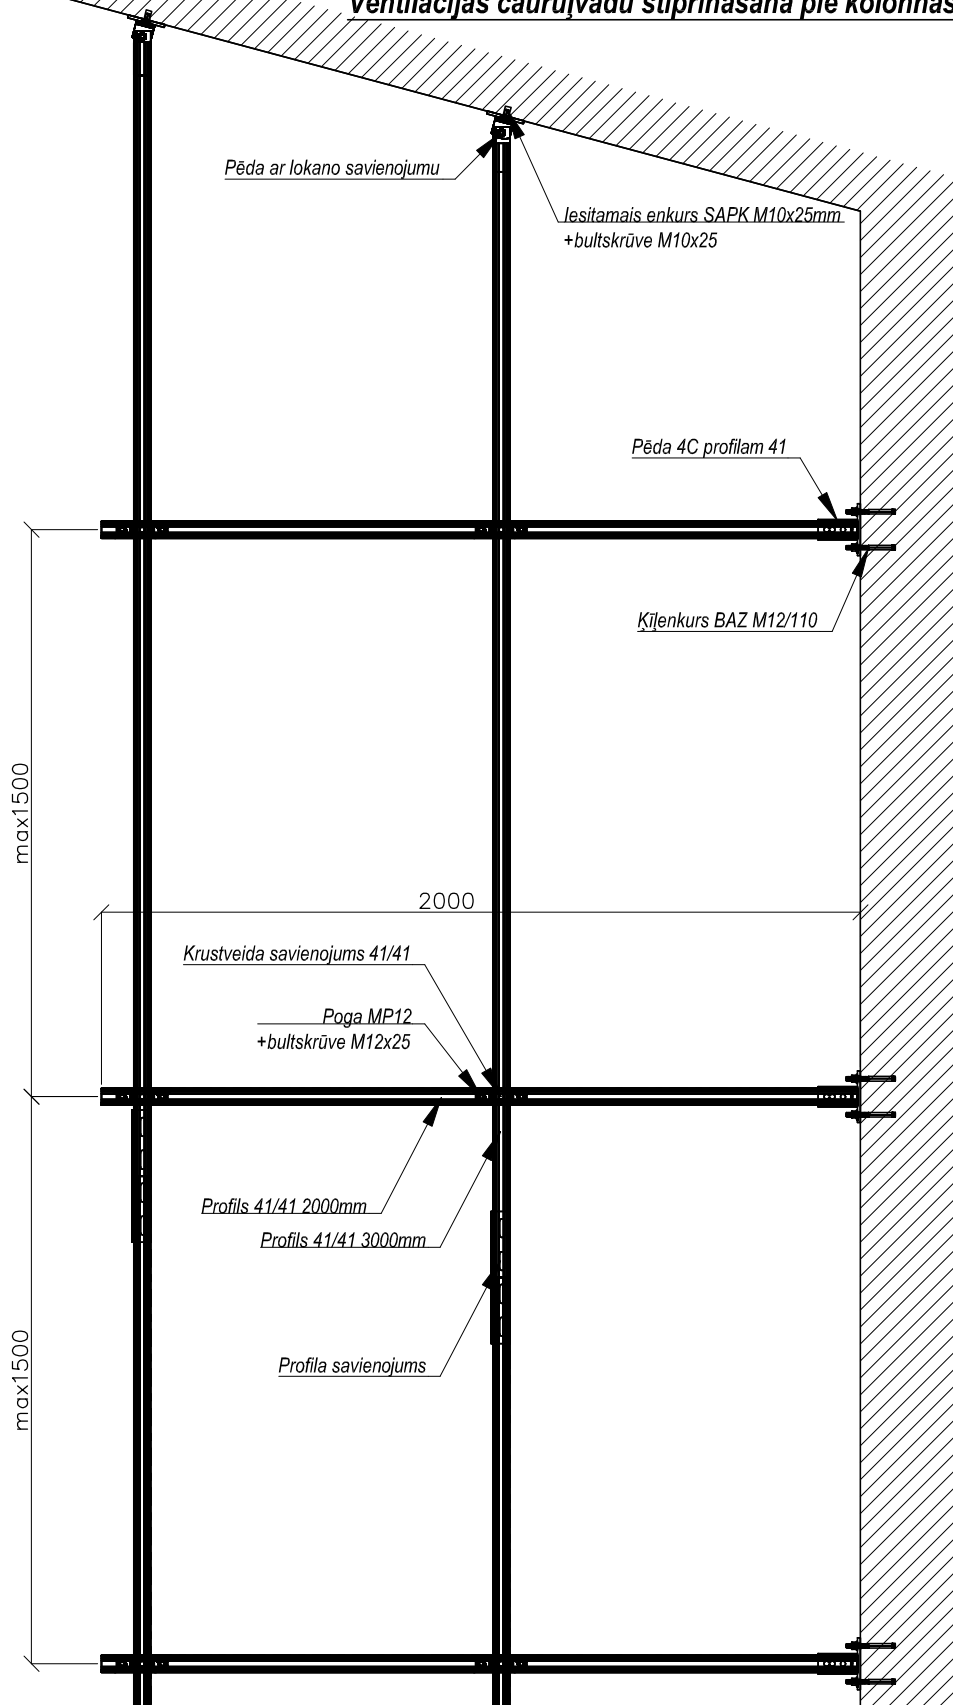 Ventilācijas cauruļvadu stiprināšana pie kolonnas
Pēda ar lokano savienojumu
Iesitamais enkurs SAPK M10x25mm
+bultskrūve M10x25
Pēda 4C profilam 41
Ķīļenkurs BAZ M12/110
max1500
2000
Krustveida savienojums 41/41
Poga MP12
+bultskrūve M12x25
Profils 41/41 2000mm
Profils 41/41 3000mm
max1500
Profila savienojums